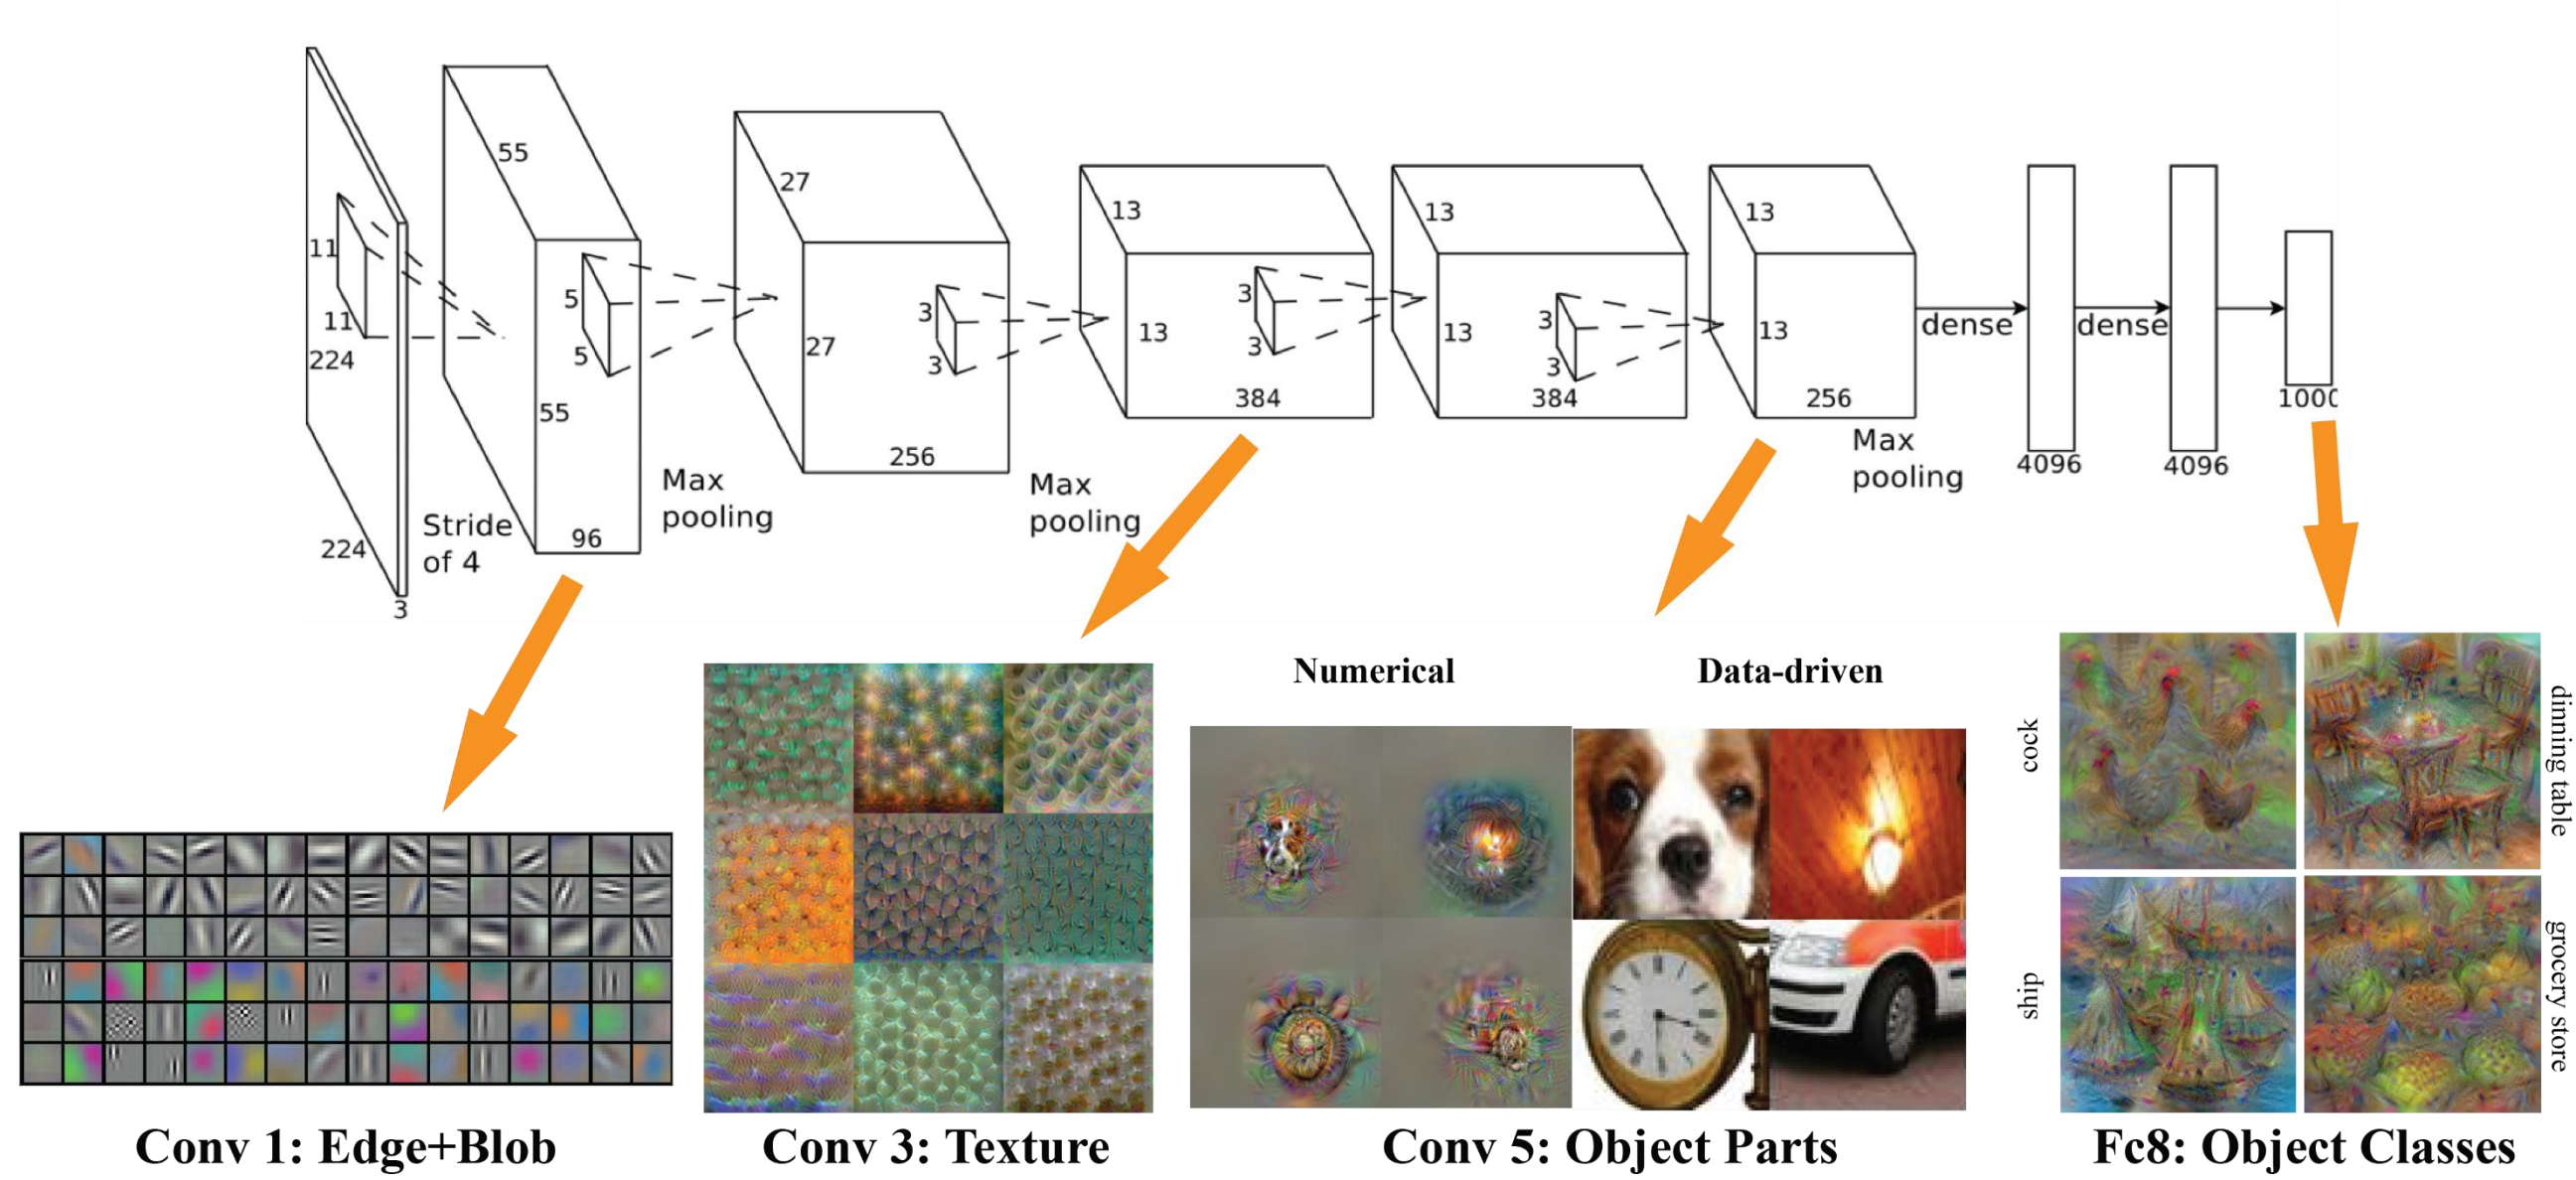 55
27
13
13
13
11
11
224
5
5
55
27
3
3
13
3
3
13
3
3
13
dense
dense
96
256
384
384
256
1000
224
3
Stride
of 4
Max
pooling
Max
pooling
Max
pooling
4096
4096
Numerical
Data-driven
cock
dinning table
ship
grocery store
Conv 1: Edge+Blob
Conv 3: Texture
Conv 5: Object Parts
Fc8: Object Classes